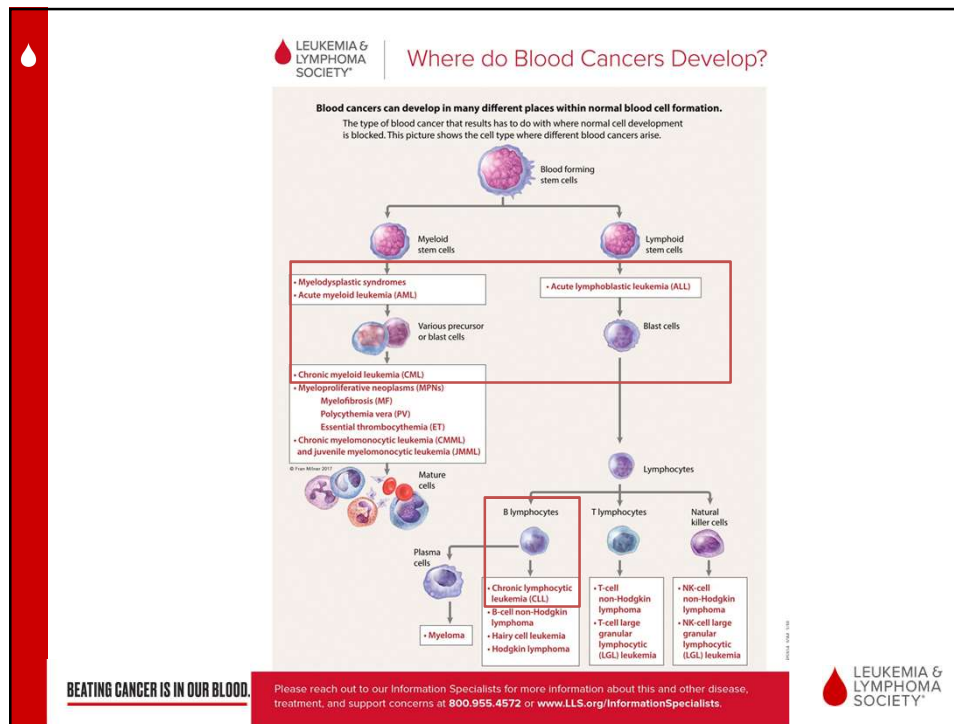 LEUKEMIA &
LYMPHOMA
SOCIETY®
Where do Blood Cancers Develop?
Blood cancers can develop in many different places within normal blood cell formation.
The type of blood cancer that results has to do with where normal cell development
is blocked. This picture shows the cell type where different blood cancers arise.
Blood forming
stem cells
Myeloid
stem cells
Lymphoid
stem cells
• Myelodysplastic syndromes
• Acute myeloid leukemia (AML)
• Acute lymphoblastic leukemia (ALL)
Various precursor
or blast cells
Blast cells
• Chronic myeloid leukemia (CML)
• Myeloproliferative neoplasms (MPNs)
Myelofibrosis (MF)
Polycythemia vera (PV)
Essential thrombocythemia (ET)
• Chronic myelomonocytic leukemia (CMML)
and juvenile myelomonocytic leukemia (JMML)
© Fran Milner 2017
Mature
cells
Lymphocytes
B lymphocytes
T lymphocytes
Natural
killer cells
Plasma
cells
• Myeloma
• Chronic lymphocytic
leukemia (CLL)
• B-cell non-Hodgkin
lymphoma
• Hairy cell leukemia
• Hodgkin lymphoma
• T-cell
non-Hodgkin
lymphoma
• T-cell large
granular
lymphocytic
(LGL) leukemia
• NK-cell
non-Hodgkin
lymphoma
• NK-cell large
granular
lymphocytic
(LGL) leukemia
BEATING CANCER IS IN OUR BLOOD.
Please reach out to our Information Specialists for more information about this and other disease,
treatment, and support concerns at 800.955.4572 or www.LLS.org/InformationSpecialists.
LEUKEMIA &
LYMPHOMA
SOCIETY®